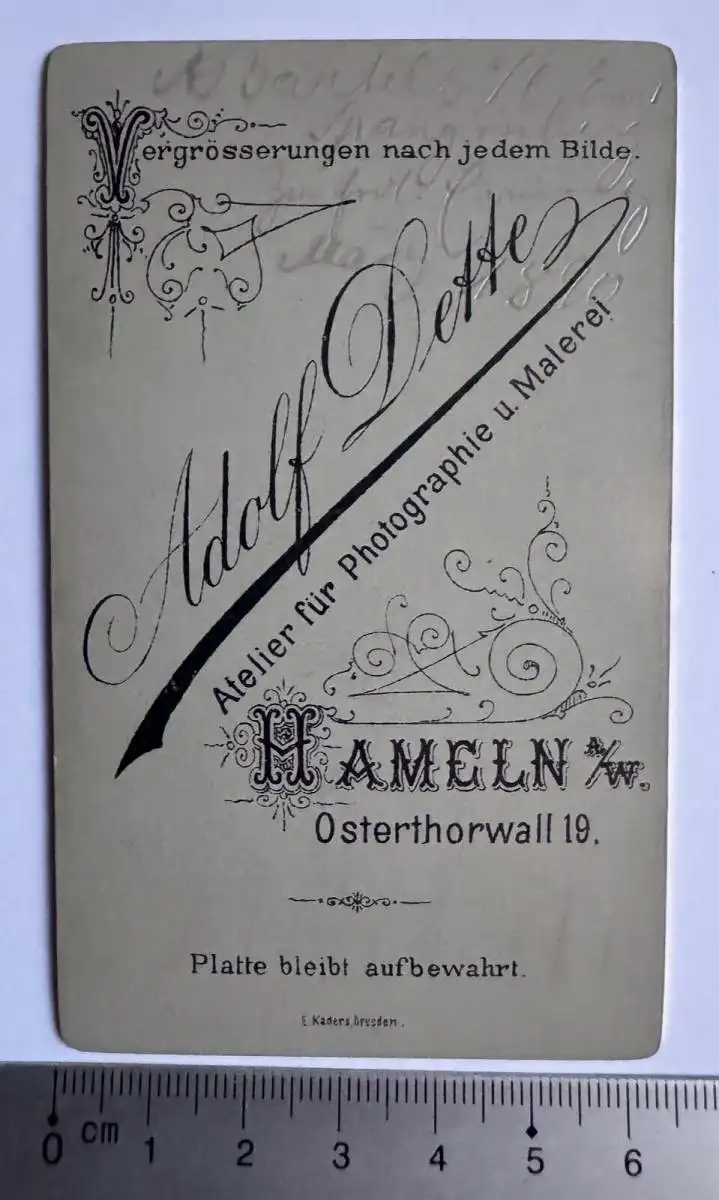 Vergrösserungen nach jedem Bilde.
Adolf Dette
Atelier für Photographie u. Malerei
HAMELN A/W.
Osterthorwall 19.
Platte bleibt aufbewahrt.
E. Kaders, Dresden.
0 cm 1 2 3 4 5 6